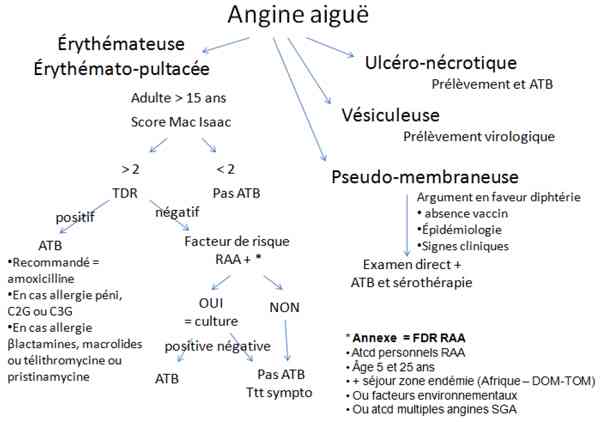 Angine aiguë
Érythémateuse
Érythémato-pultacée
Adulte > 15 ans
Score Mac Isaac
> 2
< 2
TDR
Pas ATB
positif
négatif
ATB
•Recommandé =
amoxicilline
•En cas allergie péni,
C2G ou C3G
•En cas allergie
βlactamines, macrolides
ou télithromycine ou
pristinamycine
Facteur de risque
RAA + *
OUI
= culture
NON
positive négative
ATB
Pas ATB
Ttt sympto
Ulcéro-nécrotique
Prélèvement et ATB
Vésiculeuse
Prélèvement virologique
Pseudo-membraneuse
Argument en faveur diphtérie
• absence vaccin
•Épidémiologie
•Signes cliniques
Examen direct +
ATB et sérothérapie
* Annexe = FDR RAA
• Atcd personnels RAA
• Âge 5 et 25 ans
• + séjour zone endémie (Afrique – DOM-TOM)
• Ou facteurs environnementaux
• Ou atcd multiples angines SGA